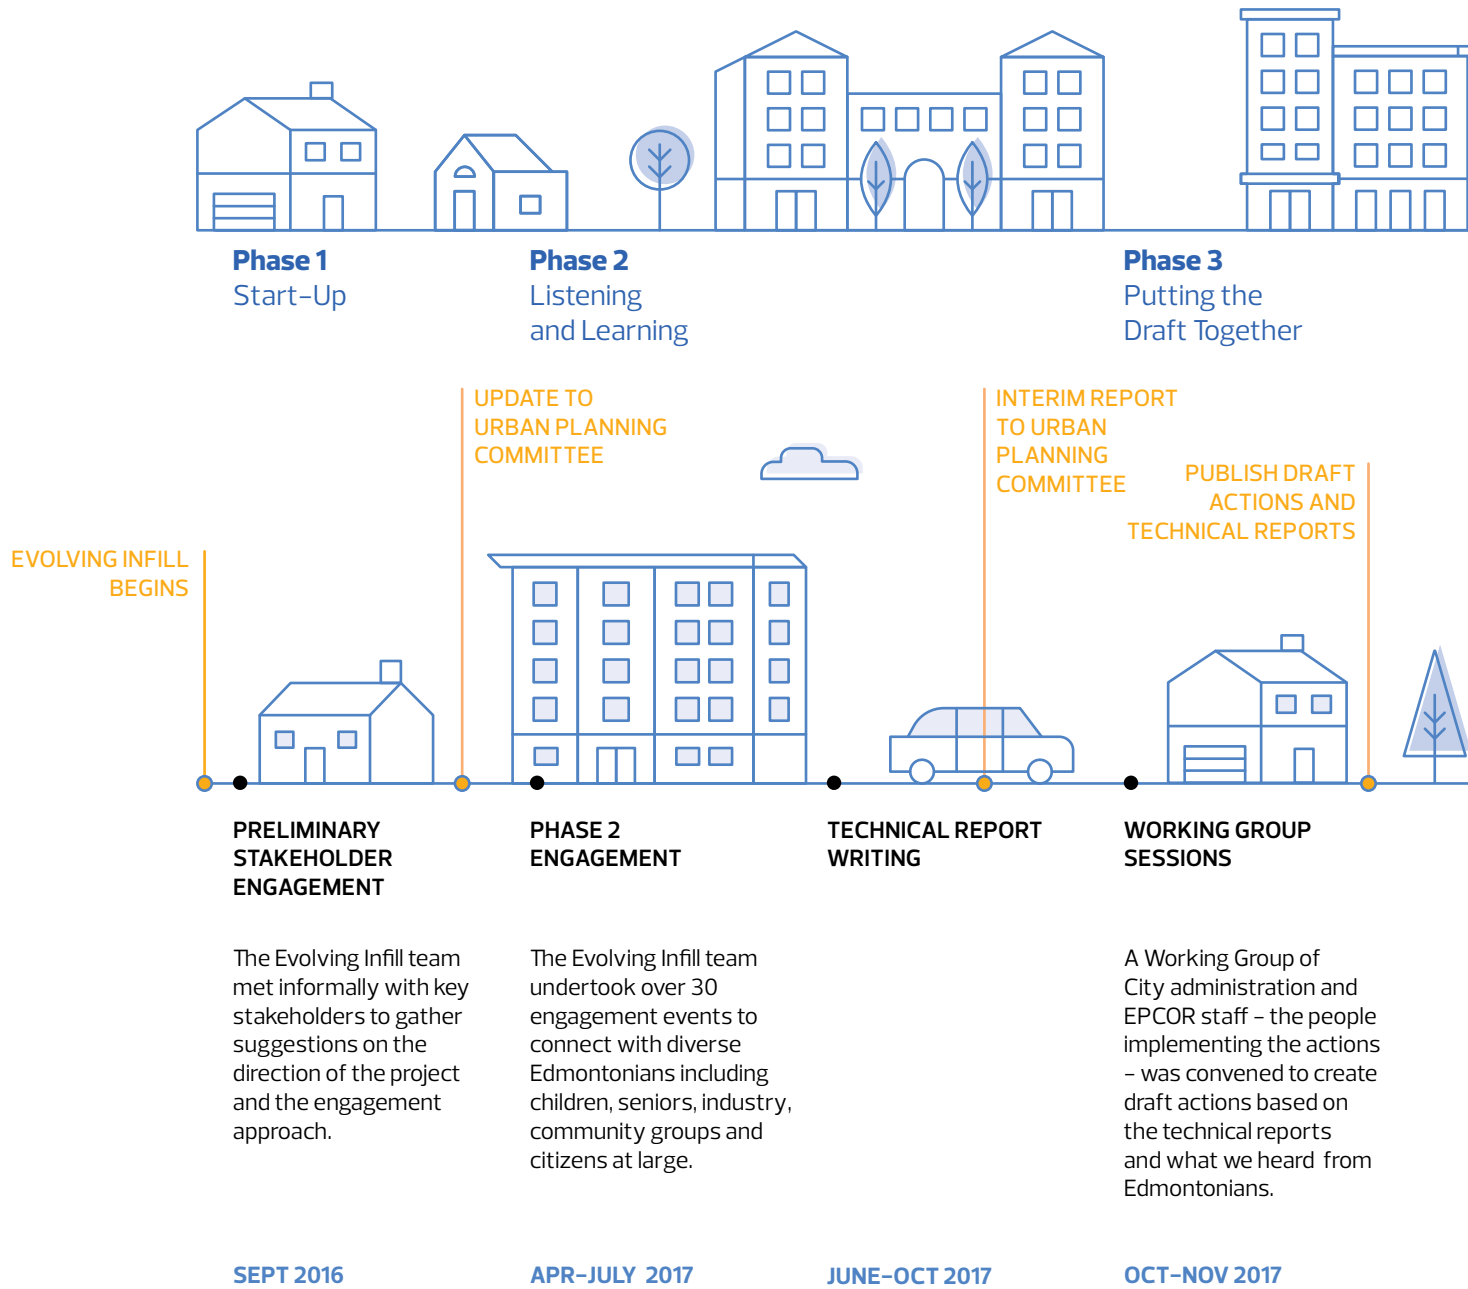 Phase 1
Start-Up
Phase 2
Listening
and Learning
Phase 3
Putting the
Draft Together
EVOLVING INFILL
BEGINS
UPDATE TO
URBAN PLANNING
COMMITTEE
INTERIM REPORT
TO URBAN
PLANNING
COMMITTEE
PUBLISH DRAFT
ACTIONS AND
TECHNICAL REPORTS
PRELIMINARY
STAKEHOLDER
ENGAGEMENT
The Evolving Infill team
met informally with key
stakeholders to gather
suggestions on the
direction of the project
and the engagement
approach.
SEPT 2016
PHASE 2
ENGAGEMENT
The Evolving Infill team
undertook over 30
engagement events to
connect with diverse
Edmontonians including
children, seniors, industry,
community groups and
citizens at large.
APR-JULY 2017
TECHNICAL REPORT
WRITING
JUNE-OCT 2017
WORKING GROUP
SESSIONS
A Working Group of
City administration and
EPCOR staff – the people
implementing the actions
– was convened to create
draft actions based on
the technical reports
and what we heard from
Edmontonians.
OCT-NOV 2017